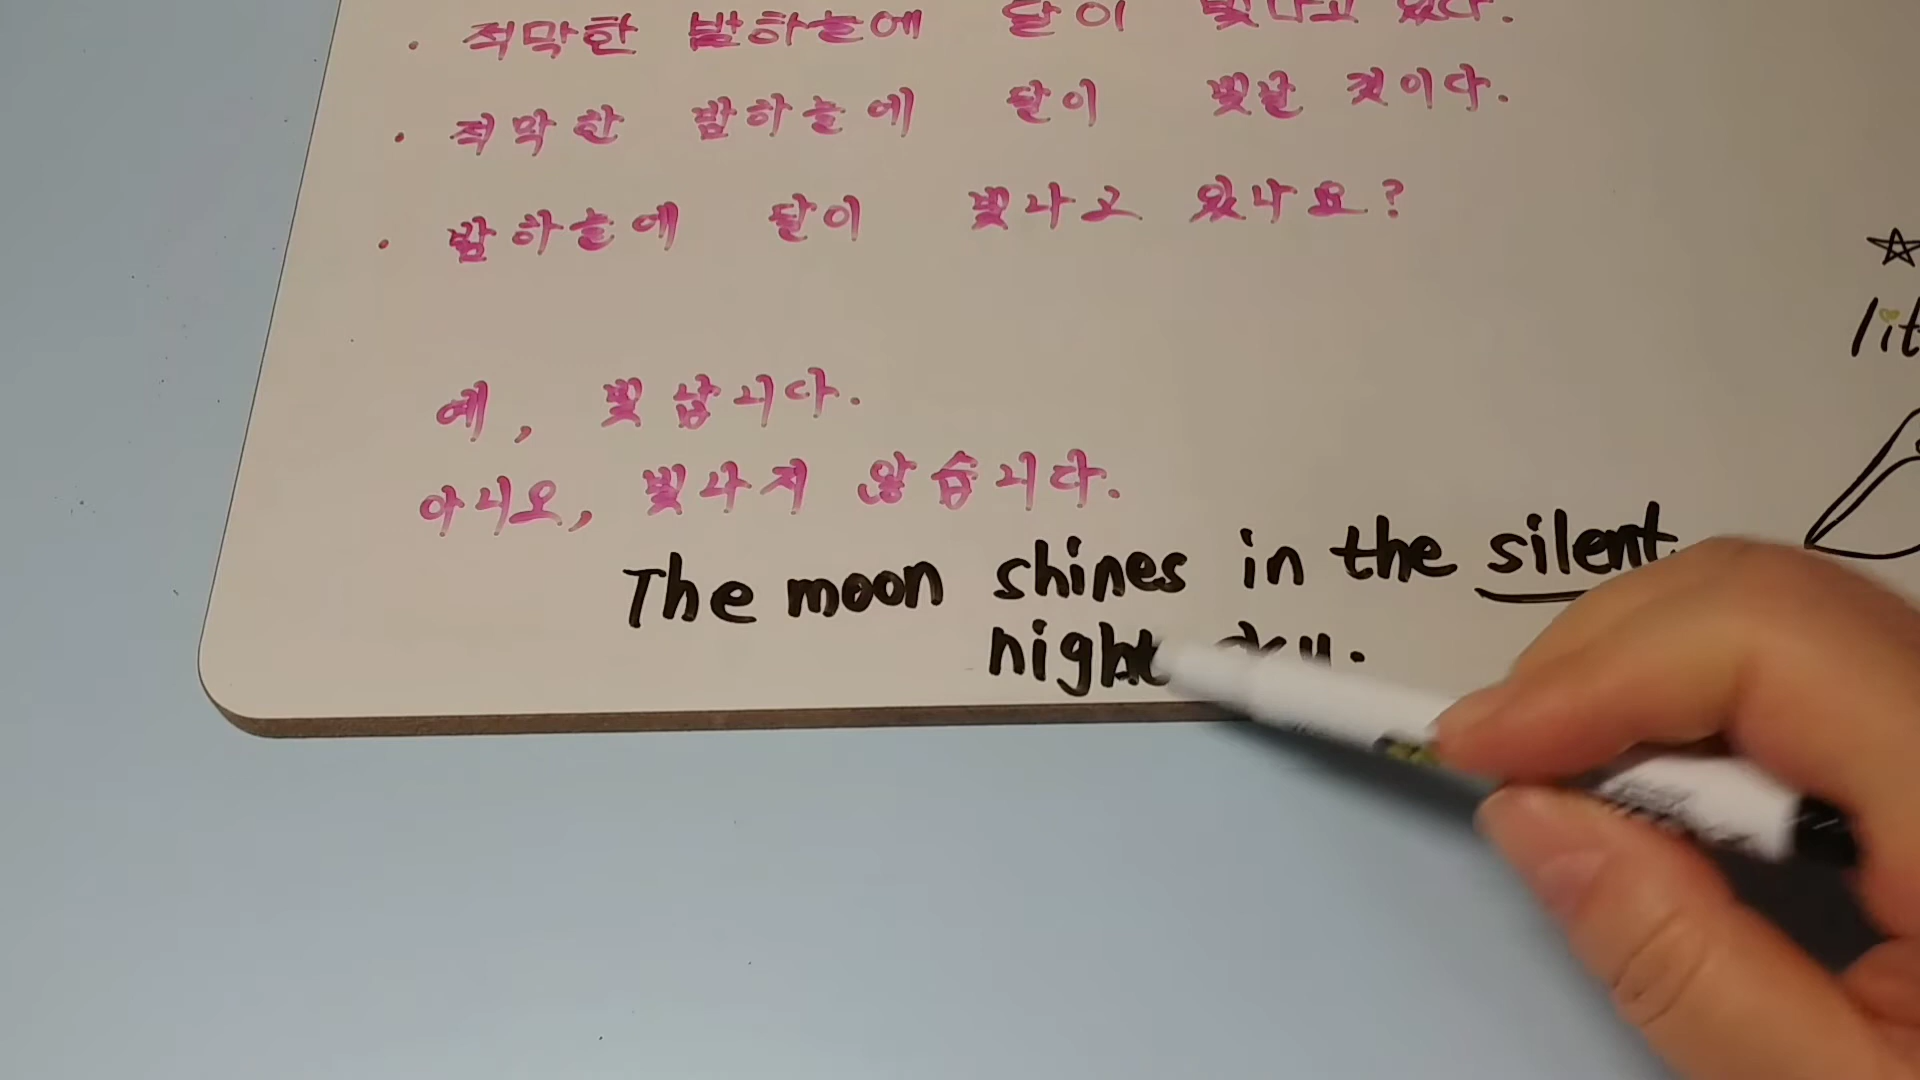 · 적막한 밤하늘에 달이 빛나고 있다.
· 적막한 밤하늘에 달이 빛날 것이다.
· 밤하늘에 달이 빛나고 있나요?
예, 빛납니다.
아니오, 빛나지 않습니다.
The moon shines in the silent
night sky.
lit